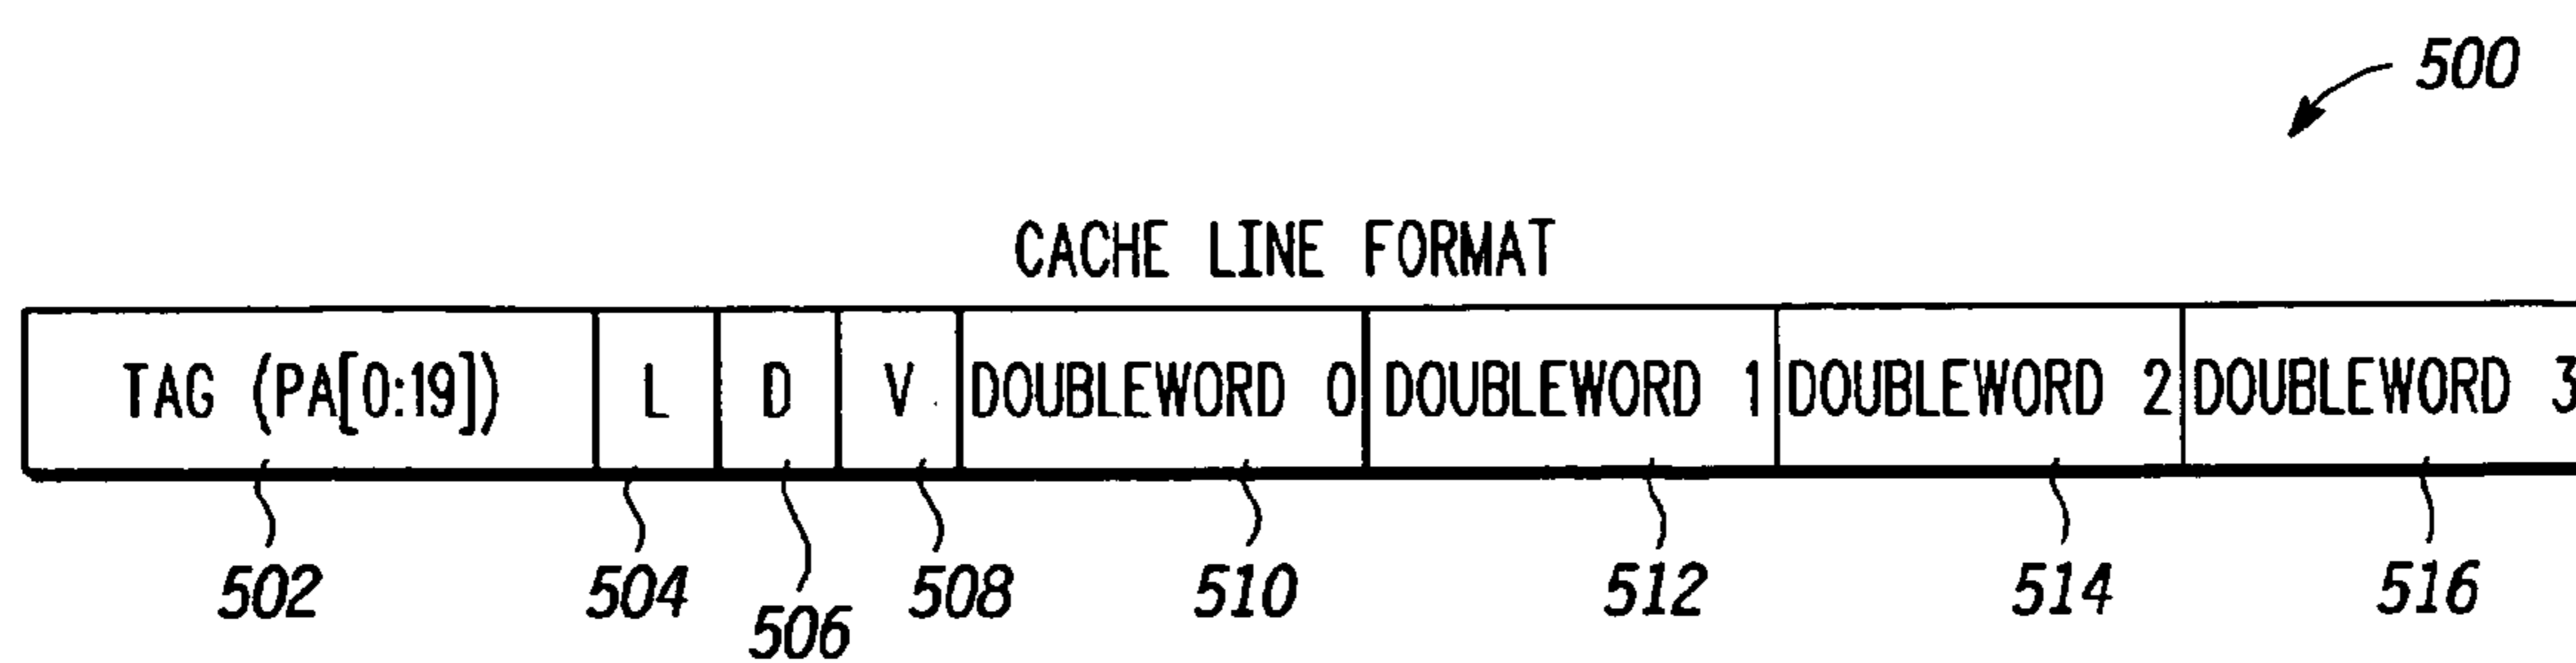 500
CACHE LINE FORMAT
TAG (PA[0:19]) L D V DOUBLEWORD 0 DOUBLEWORD 1 DOUBLEWORD 2 DOUBLEWORD 3
502 504 506 508 510 512 514 516